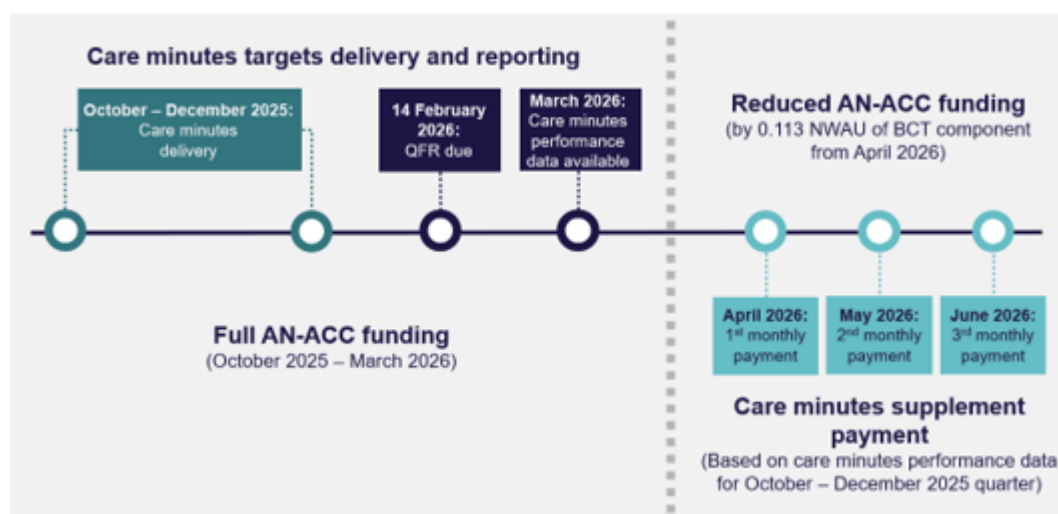 Care minutes targets delivery and reporting
October – December 2025:
Care minutes
delivery
14 February
2026:
QFR due
March 2026:
Care minutes
performance
data available
Reduced AN-ACC funding
(by 0.113 NWAU of BCT component
from April 2026)
Full AN-ACC funding
(October 2025 – March 2026)
April 2026:
1st monthly
payment
May 2026:
2nd monthly
payment
June 2026:
3rd monthly
payment
Care minutes supplement
payment
(Based on care minutes performance data
for October – December 2025 quarter)